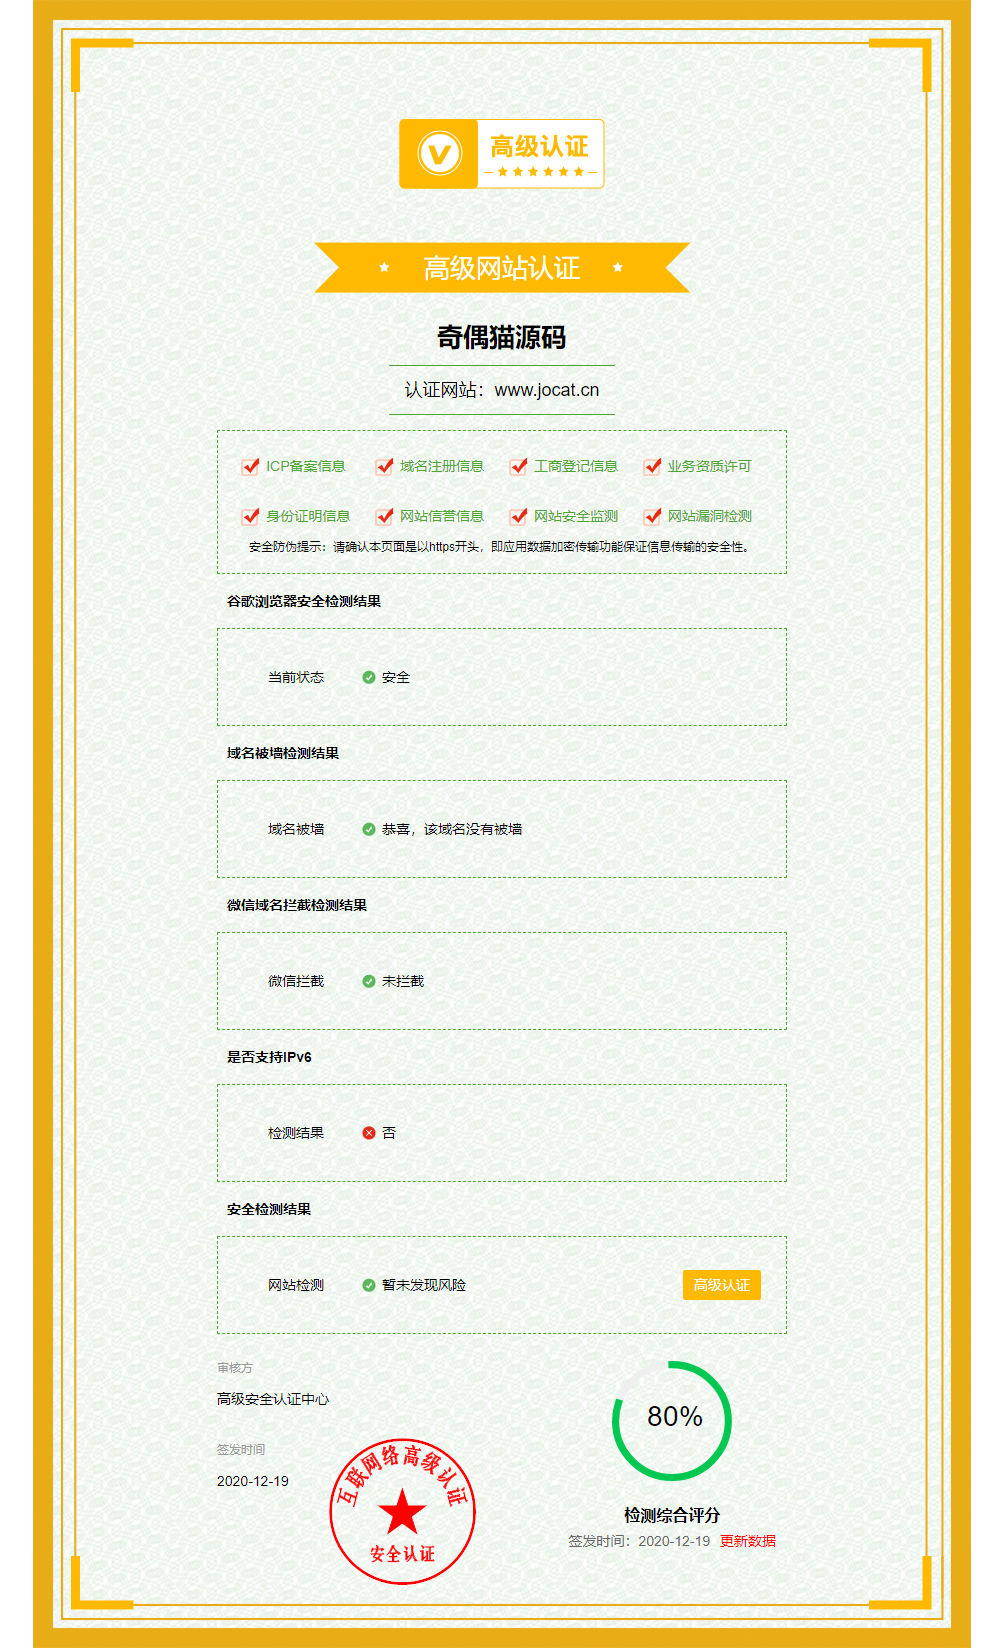 高级认证
高级网站认证
奇偶猫源码
认证网站：www.jocat.cn
ICP备案信息 域名注册信息 工商登记信息 业务资质许可
身份证明信息 网站信誉信息 网站安全监测 网站漏洞检测
安全防伪提示：请确认本页面是以https开头，即应用数据加密传输功能保证信息传输的安全性。
谷歌浏览器安全检测结果
当前状态 安全
域名被墙检测结果
域名被墙 恭喜，该域名没有被墙
微信域名拦截检测结果
微信拦截 未拦截
是否支持IPv6
检测结果 否
安全检测结果
网站检测 暂未发现风险 高级认证
审核方
高级安全认证中心
签发时间
2020-12-19
互联网络高级认证
安全认证
80%
检测综合评分
签发时间：2020-12-19 更新数据